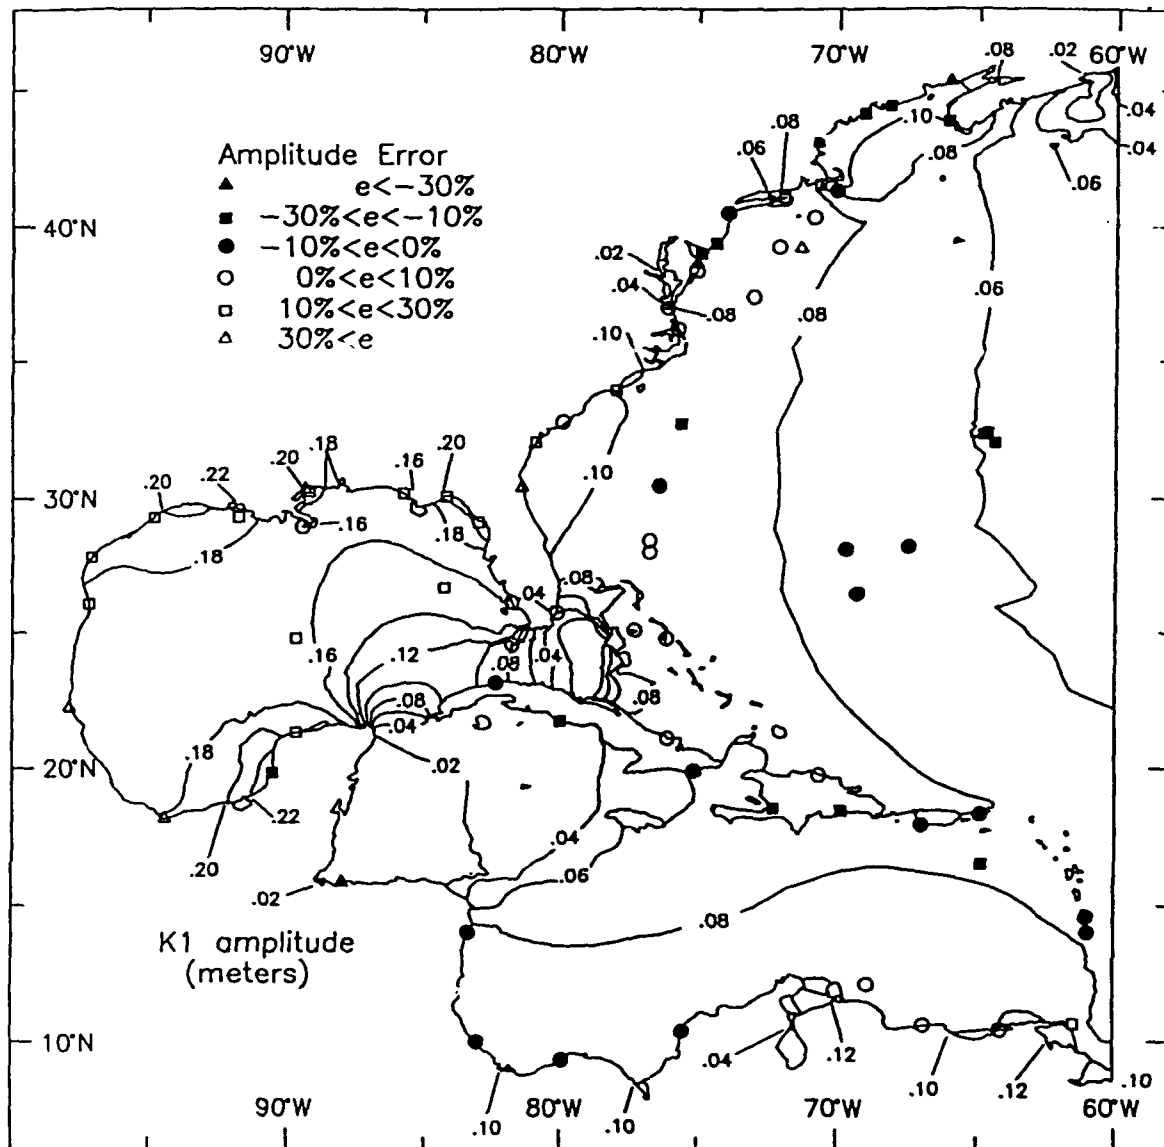 90°W 80°W 70°W 60°W
.08 .02
.04
.10
.08 .04
.06 .08
.06
Amplitude Error
e<-30%
-30%<e<-10%
-10%<e<0%
0%<e<10%
10%<e<30%
30%<e
40°N
.02
.04
.08
.08
.06
.10
.10
30°N
.20 .22 .20 .18 .16 .20
.16 .18
.18
.08
.04
.16 .12 .08 .04
.08
.08
.04
.18
.02
20°N
.22
.20
.04
.06
.02
.08
K1 amplitude
(meters)
10°N
.04 .12
.10 .12 .10
.10 .10
90°W 80°W 70°W 60°W